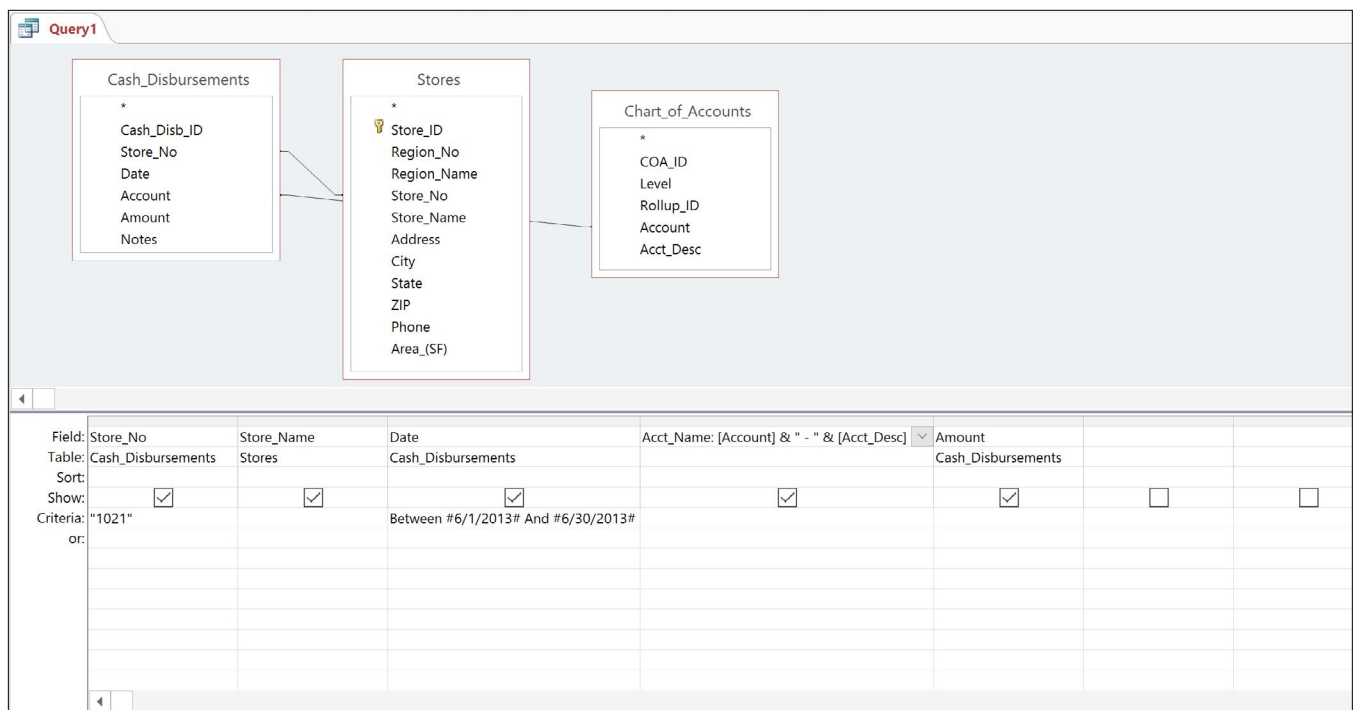 Query1
Cash_Disbursements
*
Cash_Disb_ID
Store_No
Date
Account
Amount
Notes
Stores
*
Store_ID
Region_No
Region_Name
Store_No
Store_Name
Address
City
State
ZIP
Phone
Area_(SF)
Chart_of_Accounts
*
COA_ID
Level
Rollup_ID
Account
Acct_Desc
Field: Store_No Store_Name Date Acct_Name: [Account] & " - " & [Acct_Desc] Amount
Table: Cash_Disbursements Stores Cash_Disbursements Cash_Disbursements
Sort:
Show:
Criteria: "1021" Between #6/1/2013# And #6/30/2013#
or: